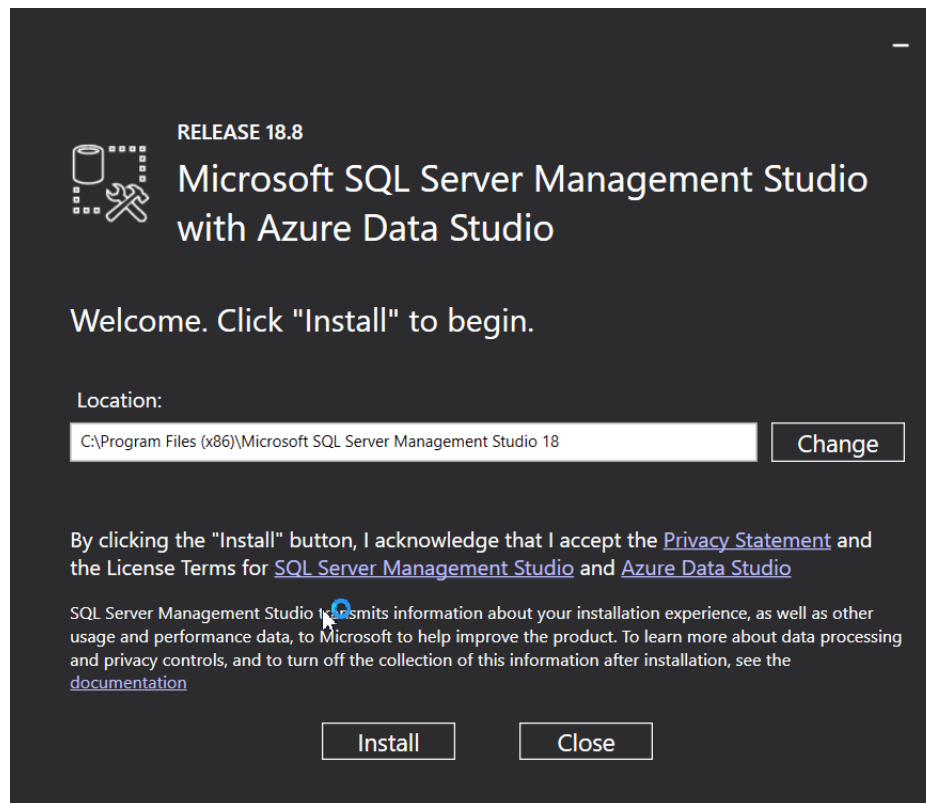 RELEASE 18.8
Microsoft SQL Server Management Studio
with Azure Data Studio
Welcome. Click "Install" to begin.
Location:
C:\Program Files (x86)\Microsoft SQL Server Management Studio 18
Change
By clicking the "Install" button, I acknowledge that I accept the Privacy Statement and
the License Terms for SQL Server Management Studio and Azure Data Studio
SQL Server Management Studio transmits information about your installation experience, as well as other
usage and performance data, to Microsoft to help improve the product. To learn more about data processing
and privacy controls, and to turn off the collection of this information after installation, see the
documentation
Install Close